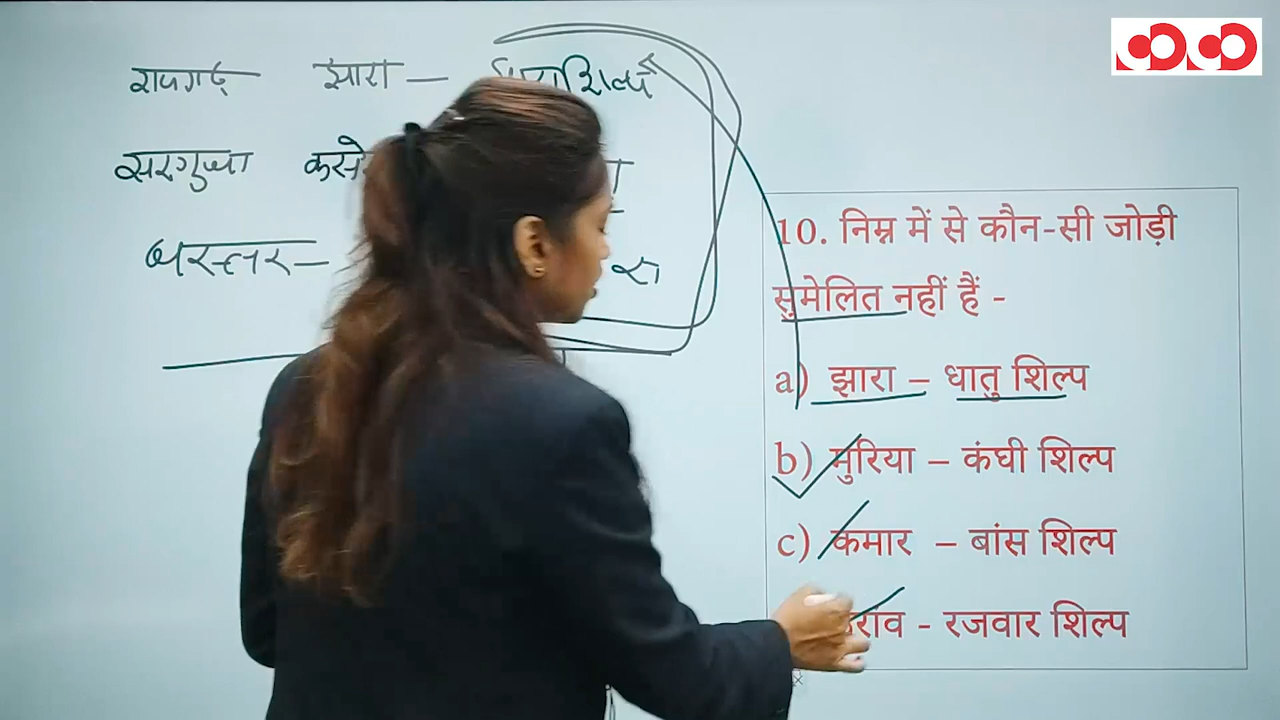 रायगढ़ झारा – शिल्प
सरगुजा
बस्तर –
10. निम्न में से कौन-सी जोड़ी
सुमेलित नहीं हैं -
a) झारा – धातु शिल्प
b) मुरिया – कंघी शिल्प
c) कमार – बांस शिल्प
- रजवार शिल्प